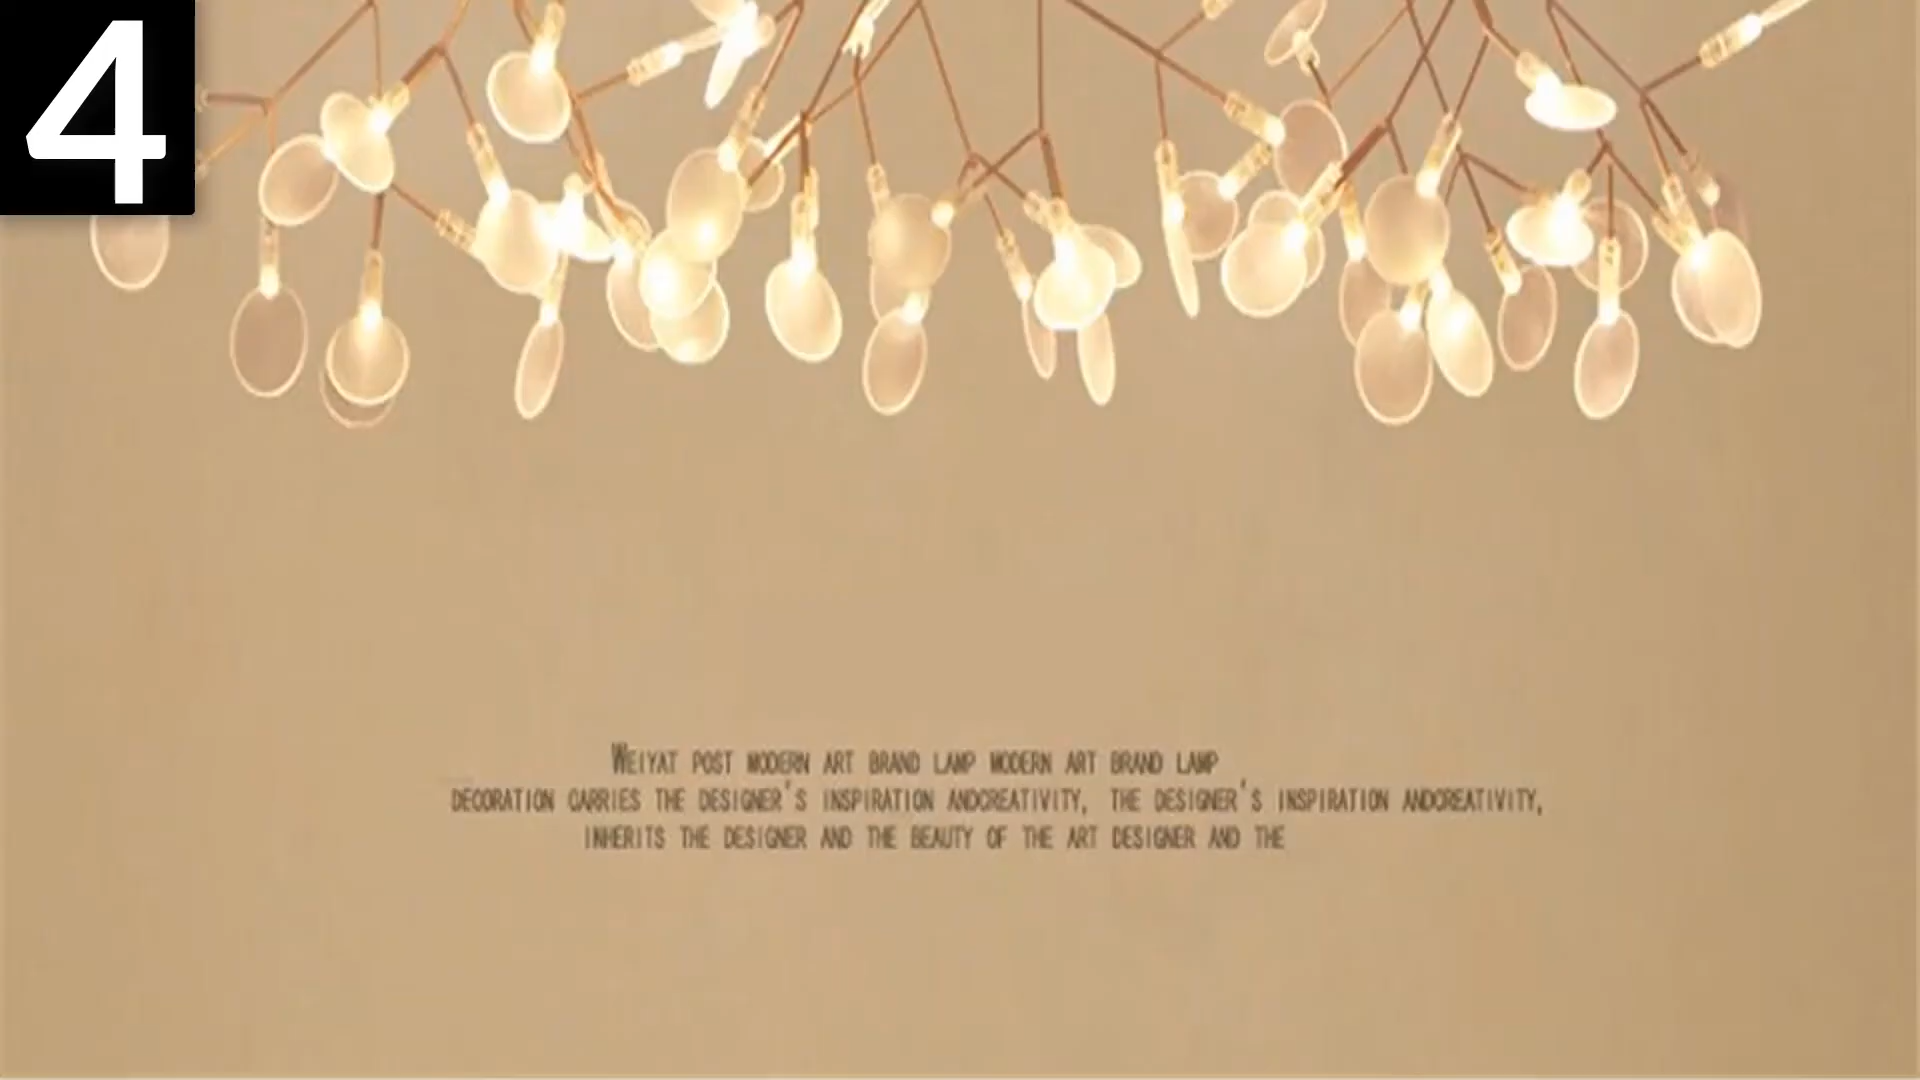 4
Weiyat post modern art brand lamp modern art brand lamp
decoration carries the designer's inspiration andcreativity, the designer's inspiration andcreativity,
inherits the designer and the beauty of the art designer and the